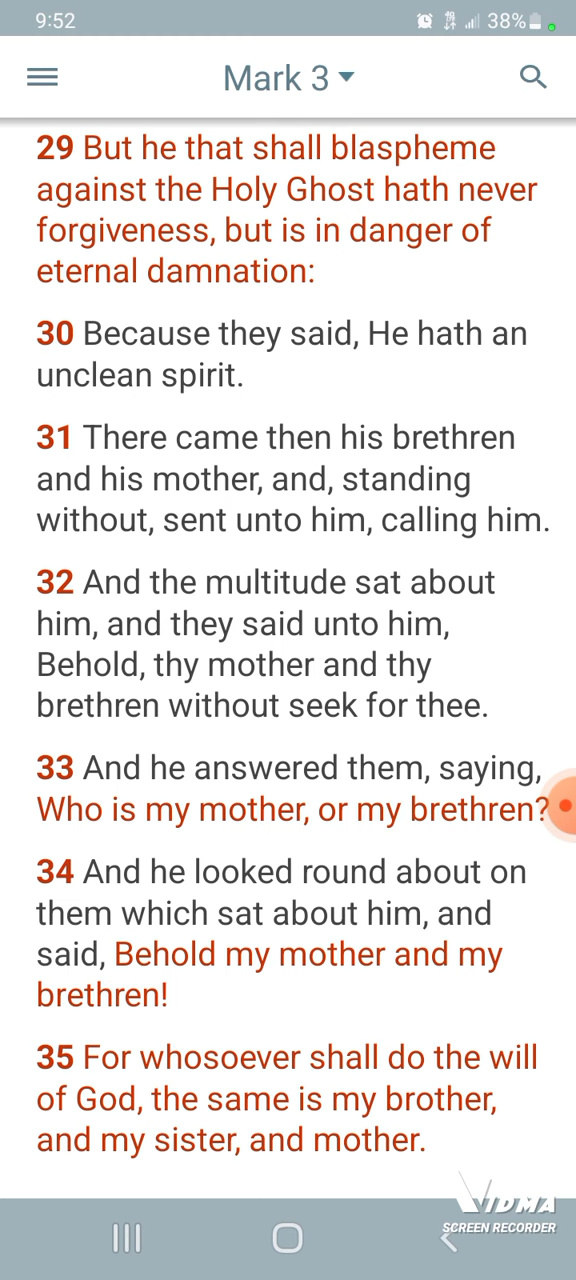 9:52
4G
38%
Mark 3
29 But he that shall blaspheme
against the Holy Ghost hath never
forgiveness, but is in danger of
eternal damnation:
30 Because they said, He hath an
unclean spirit.
31 There came then his brethren
and his mother, and, standing
without, sent unto him, calling him.
32 And the multitude sat about
him, and they said unto him,
Behold, thy mother and thy
brethren without seek for thee.
33 And he answered them, saying,
Who is my mother, or my brethren?
34 And he looked round about on
them which sat about him, and
said, Behold my mother and my
brethren!
35 For whosoever shall do the will
of God, the same is my brother,
and my sister, and mother.
VIDMA
SCREEN RECORDER